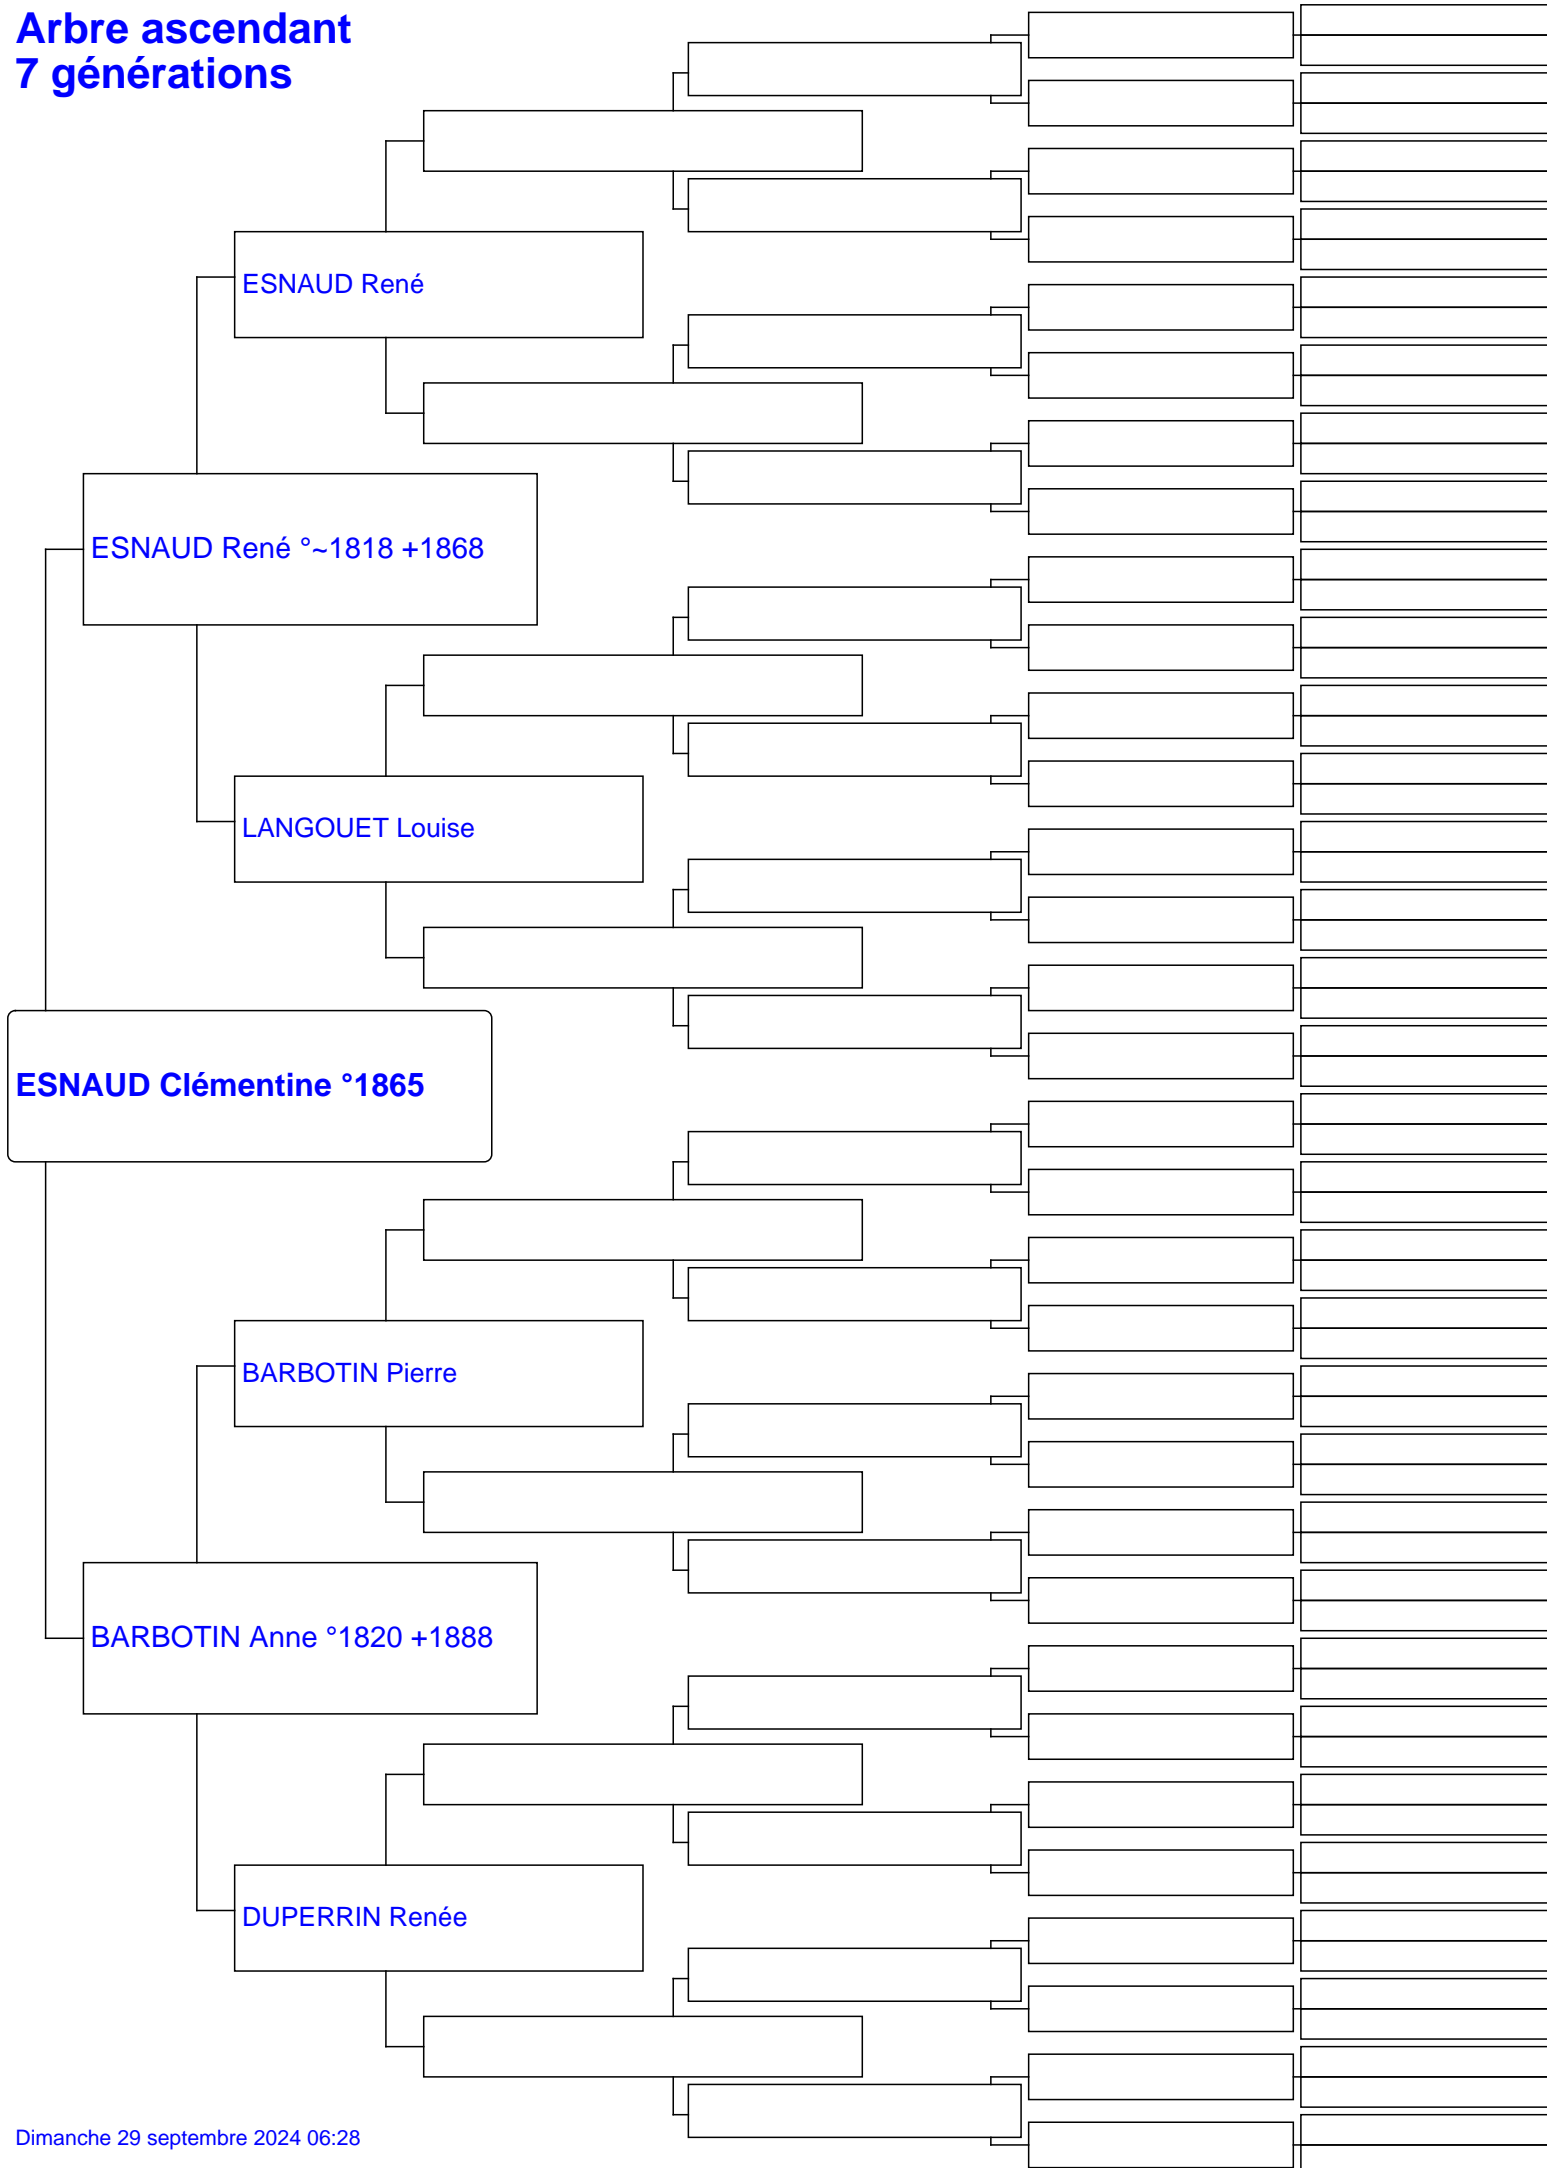 Arbre ascendant
7 générations
ESNAUD René
ESNAUD René °~1818 +1868
LANGOUET Louise
ESNAUD Clémentine °1865
BARBOTIN Pierre
BARBOTIN Anne °1820 +1888
DUPERRIN Renée
Dimanche 29 septembre 2024 06:28